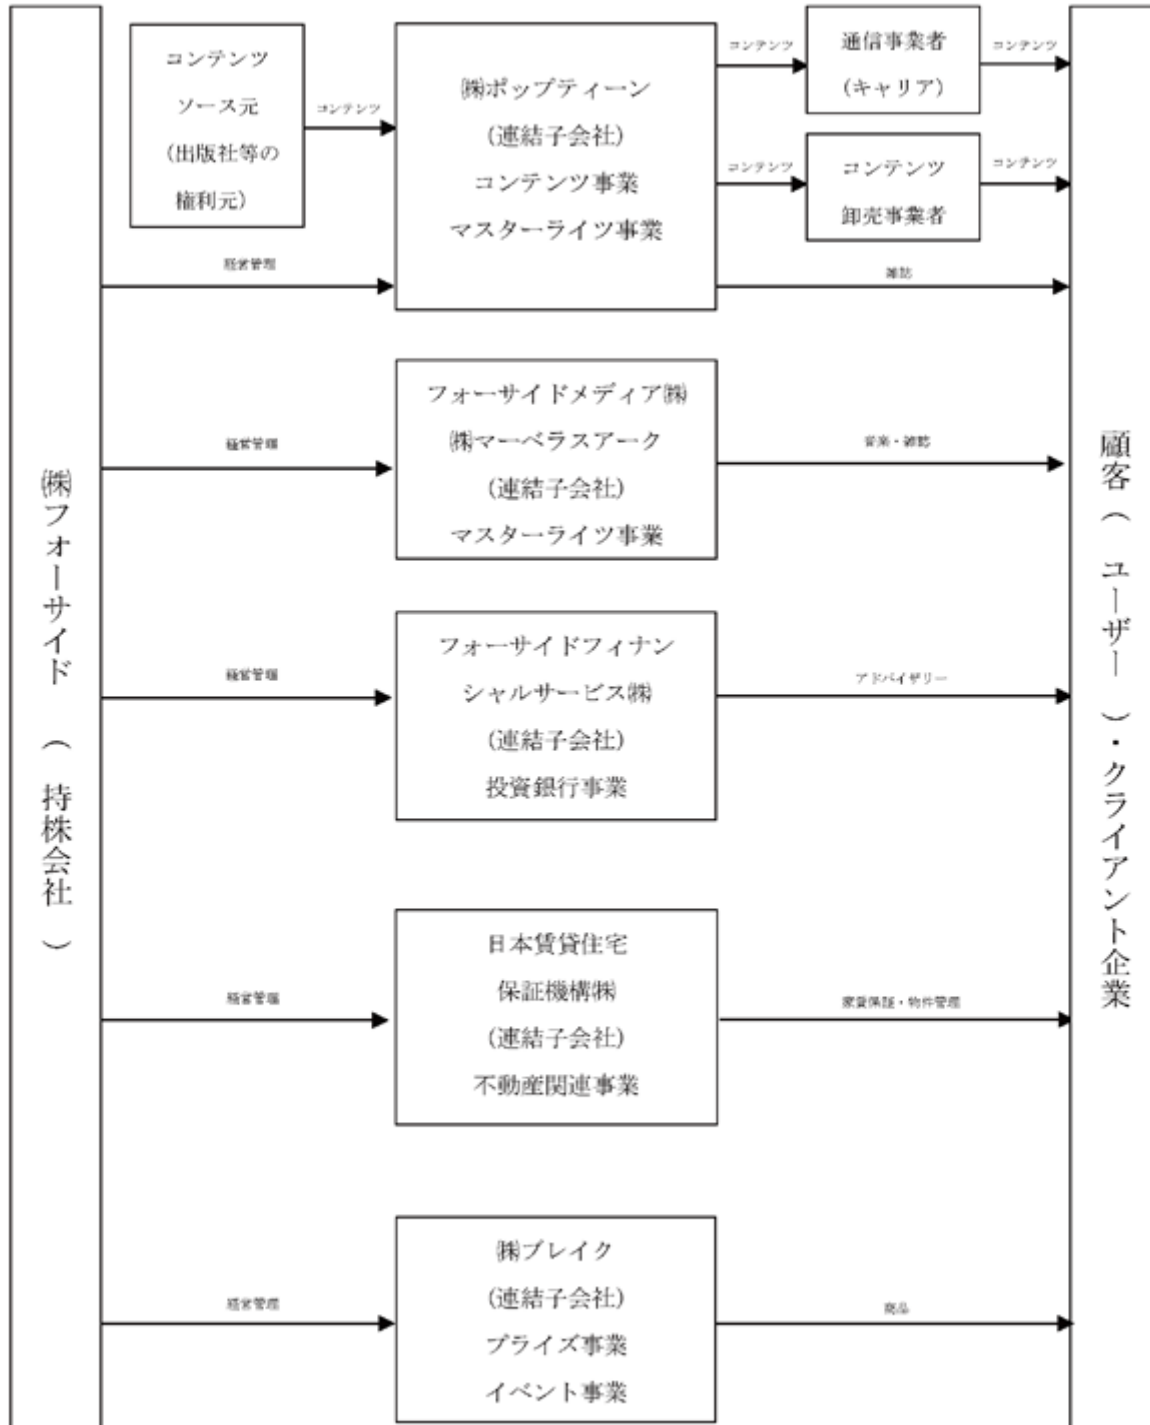 ㈱フォーサイド（持株会社）
コンテンツ
ソース元
（出版社等の
権利元）
コンテンツ
経営管理
㈱ポップティーン
（連結子会社）
コンテンツ事業
マスターライツ事業
コンテンツ
通信事業者
（キャリア）
コンテンツ
コンテンツ
コンテンツ
卸売事業者
コンテンツ
雑誌
経営管理
フォーサイドメディア㈱
㈱マーベラスアーク
（連結子会社）
マスターライツ事業
音楽・雑誌
経営管理
フォーサイドフィナン
シャルサービス㈱
（連結子会社）
投資銀行事業
アドバイザリー
経営管理
日本賃貸住宅
保証機構㈱
（連結子会社）
不動産関連事業
家賃保証・物件管理
経営管理
㈱ブレイク
（連結子会社）
プライズ事業
イベント事業
商品
顧客（ユーザー）・クライアント企業